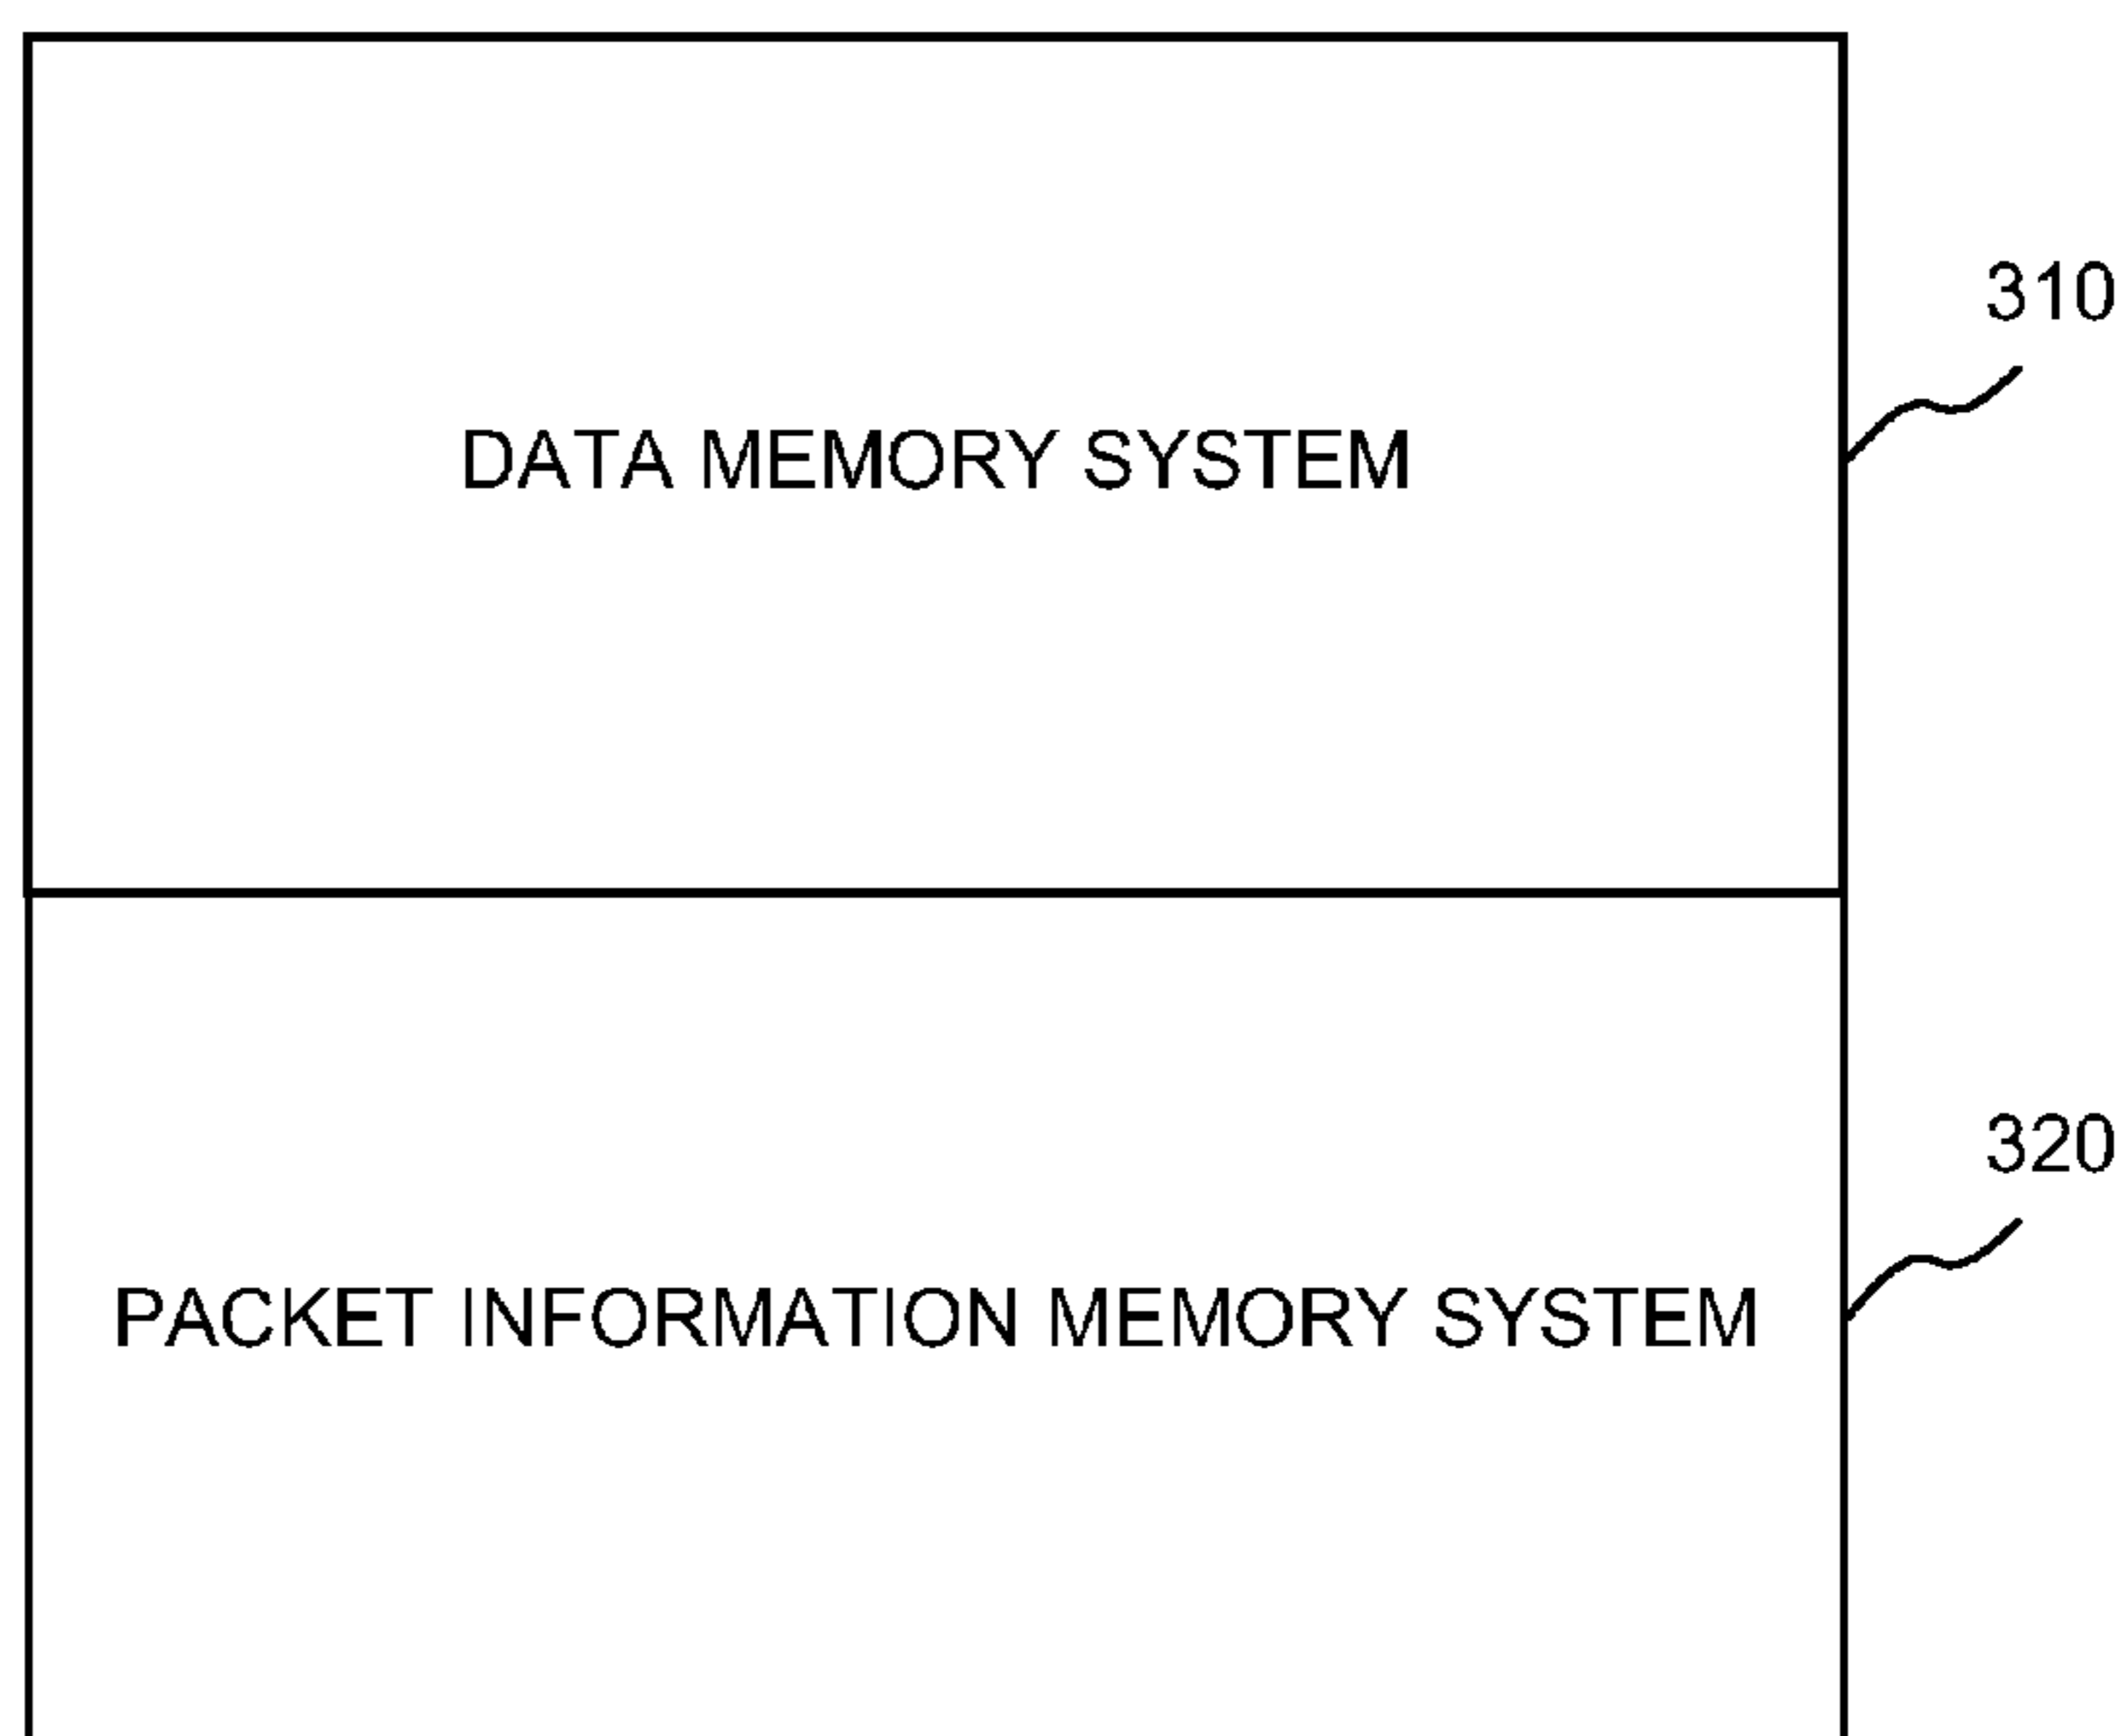 310
DATA MEMORY SYSTEM
320
PACKET INFORMATION MEMORY SYSTEM